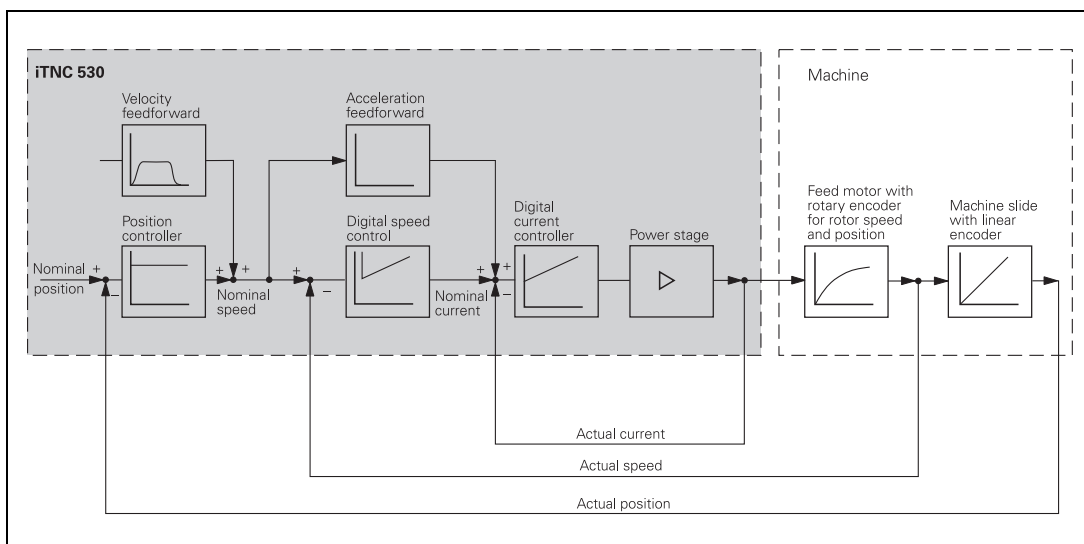 iTNC 530
Machine
Velocity
feedforward
Acceleration
feedforward
Position
controller
Digital speed
control
Digital
current
controller
Power stage
Feed motor with
rotary encoder
for rotor speed
and position
Machine slide
with linear
encoder
Nominal
position
+
–
+
+
Nominal
speed
+
–
Nominal
current
+
+
–
Actual current
Actual speed
Actual position